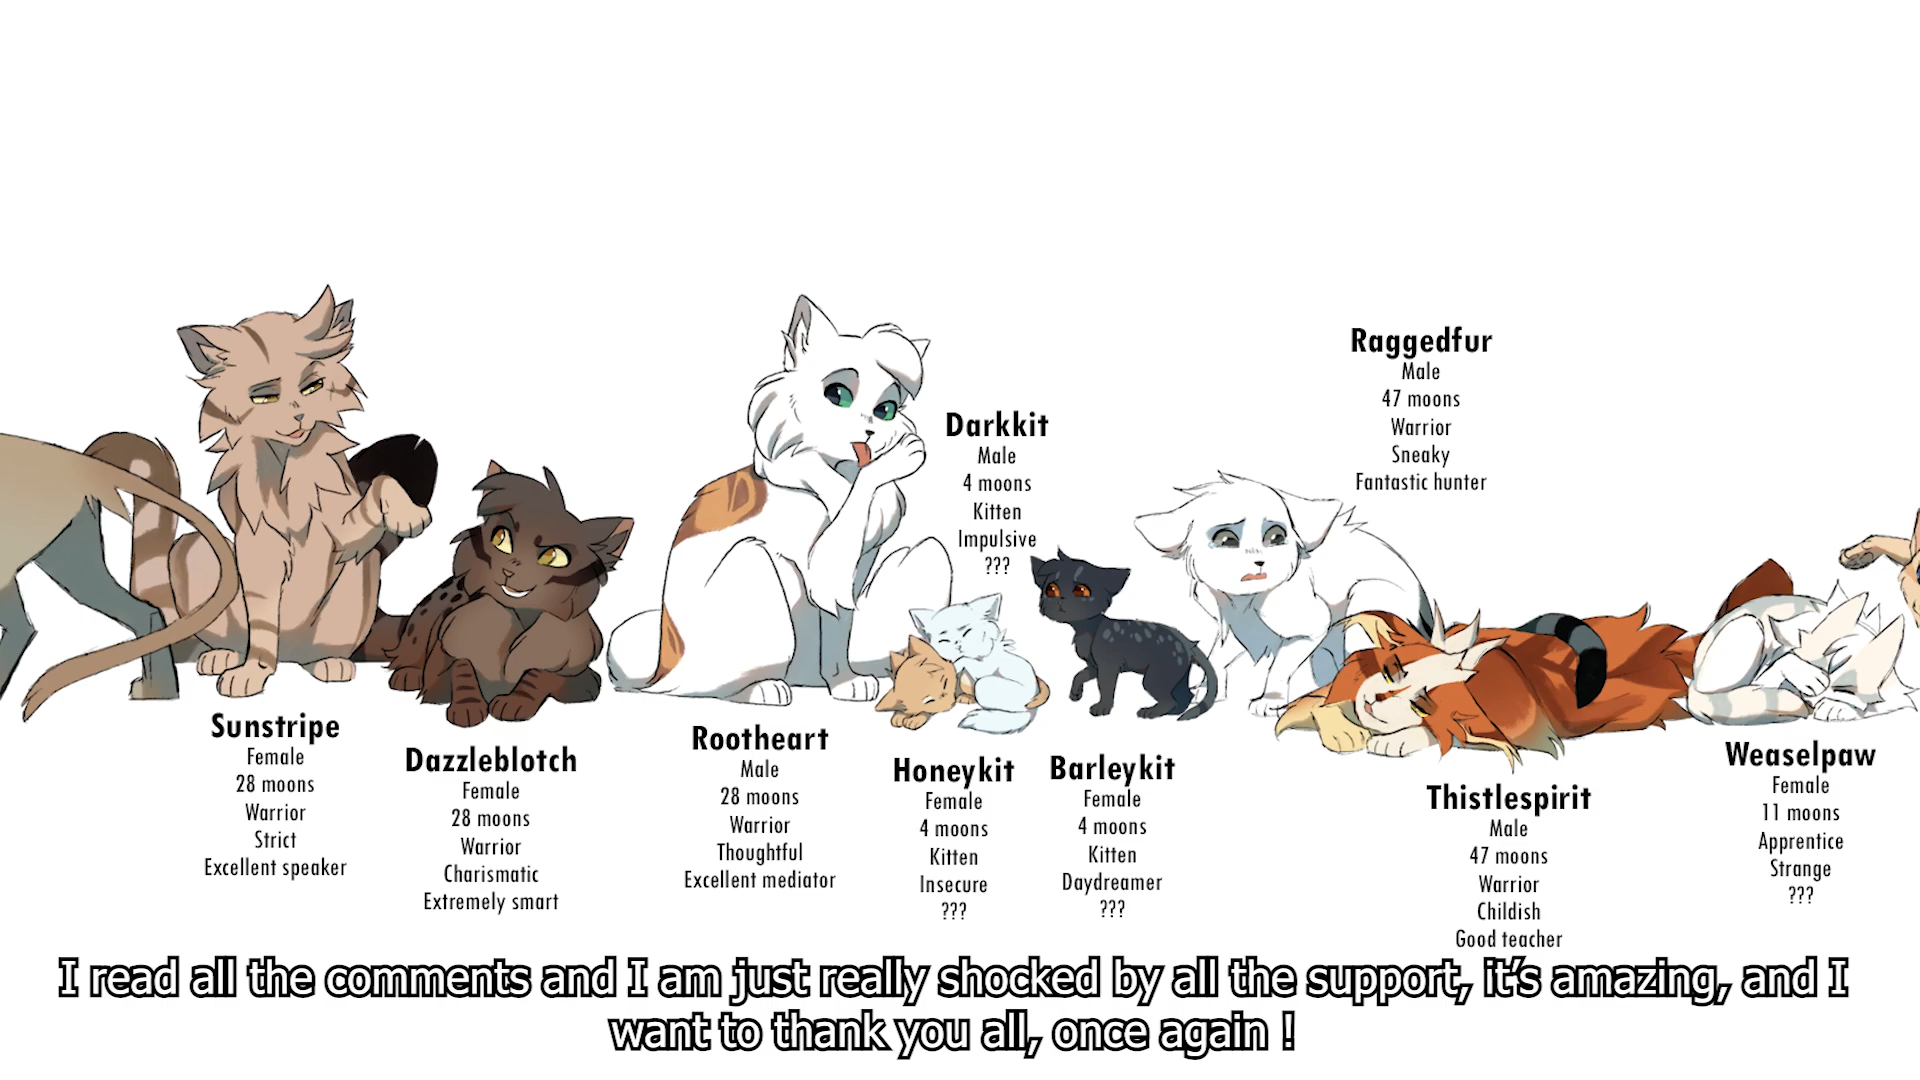 Sunstripe
Female
28 moons
Warrior
Strict
Excellent speaker
Dazzleblotch
Female
28 moons
Warrior
Charismatic
Extremely smart
Rootheart
Male
28 moons
Warrior
Thoughtful
Excellent mediator
Darkkit
Male
4 moons
Kitten
Impulsive
???
Honeykit
Female
4 moons
Kitten
Insecure
???
Barleykit
Female
4 moons
Kitten
Daydreamer
???
Raggedfur
Male
47 moons
Warrior
Sneaky
Fantastic hunter
Thistlespirit
Male
47 moons
Warrior
Childish
Good teacher
Weaselpaw
Female
11 moons
Apprentice
Strange
???
I read all the comments and I am just really shocked by all the support, it's amazing, and I
want to thank you all, once again !